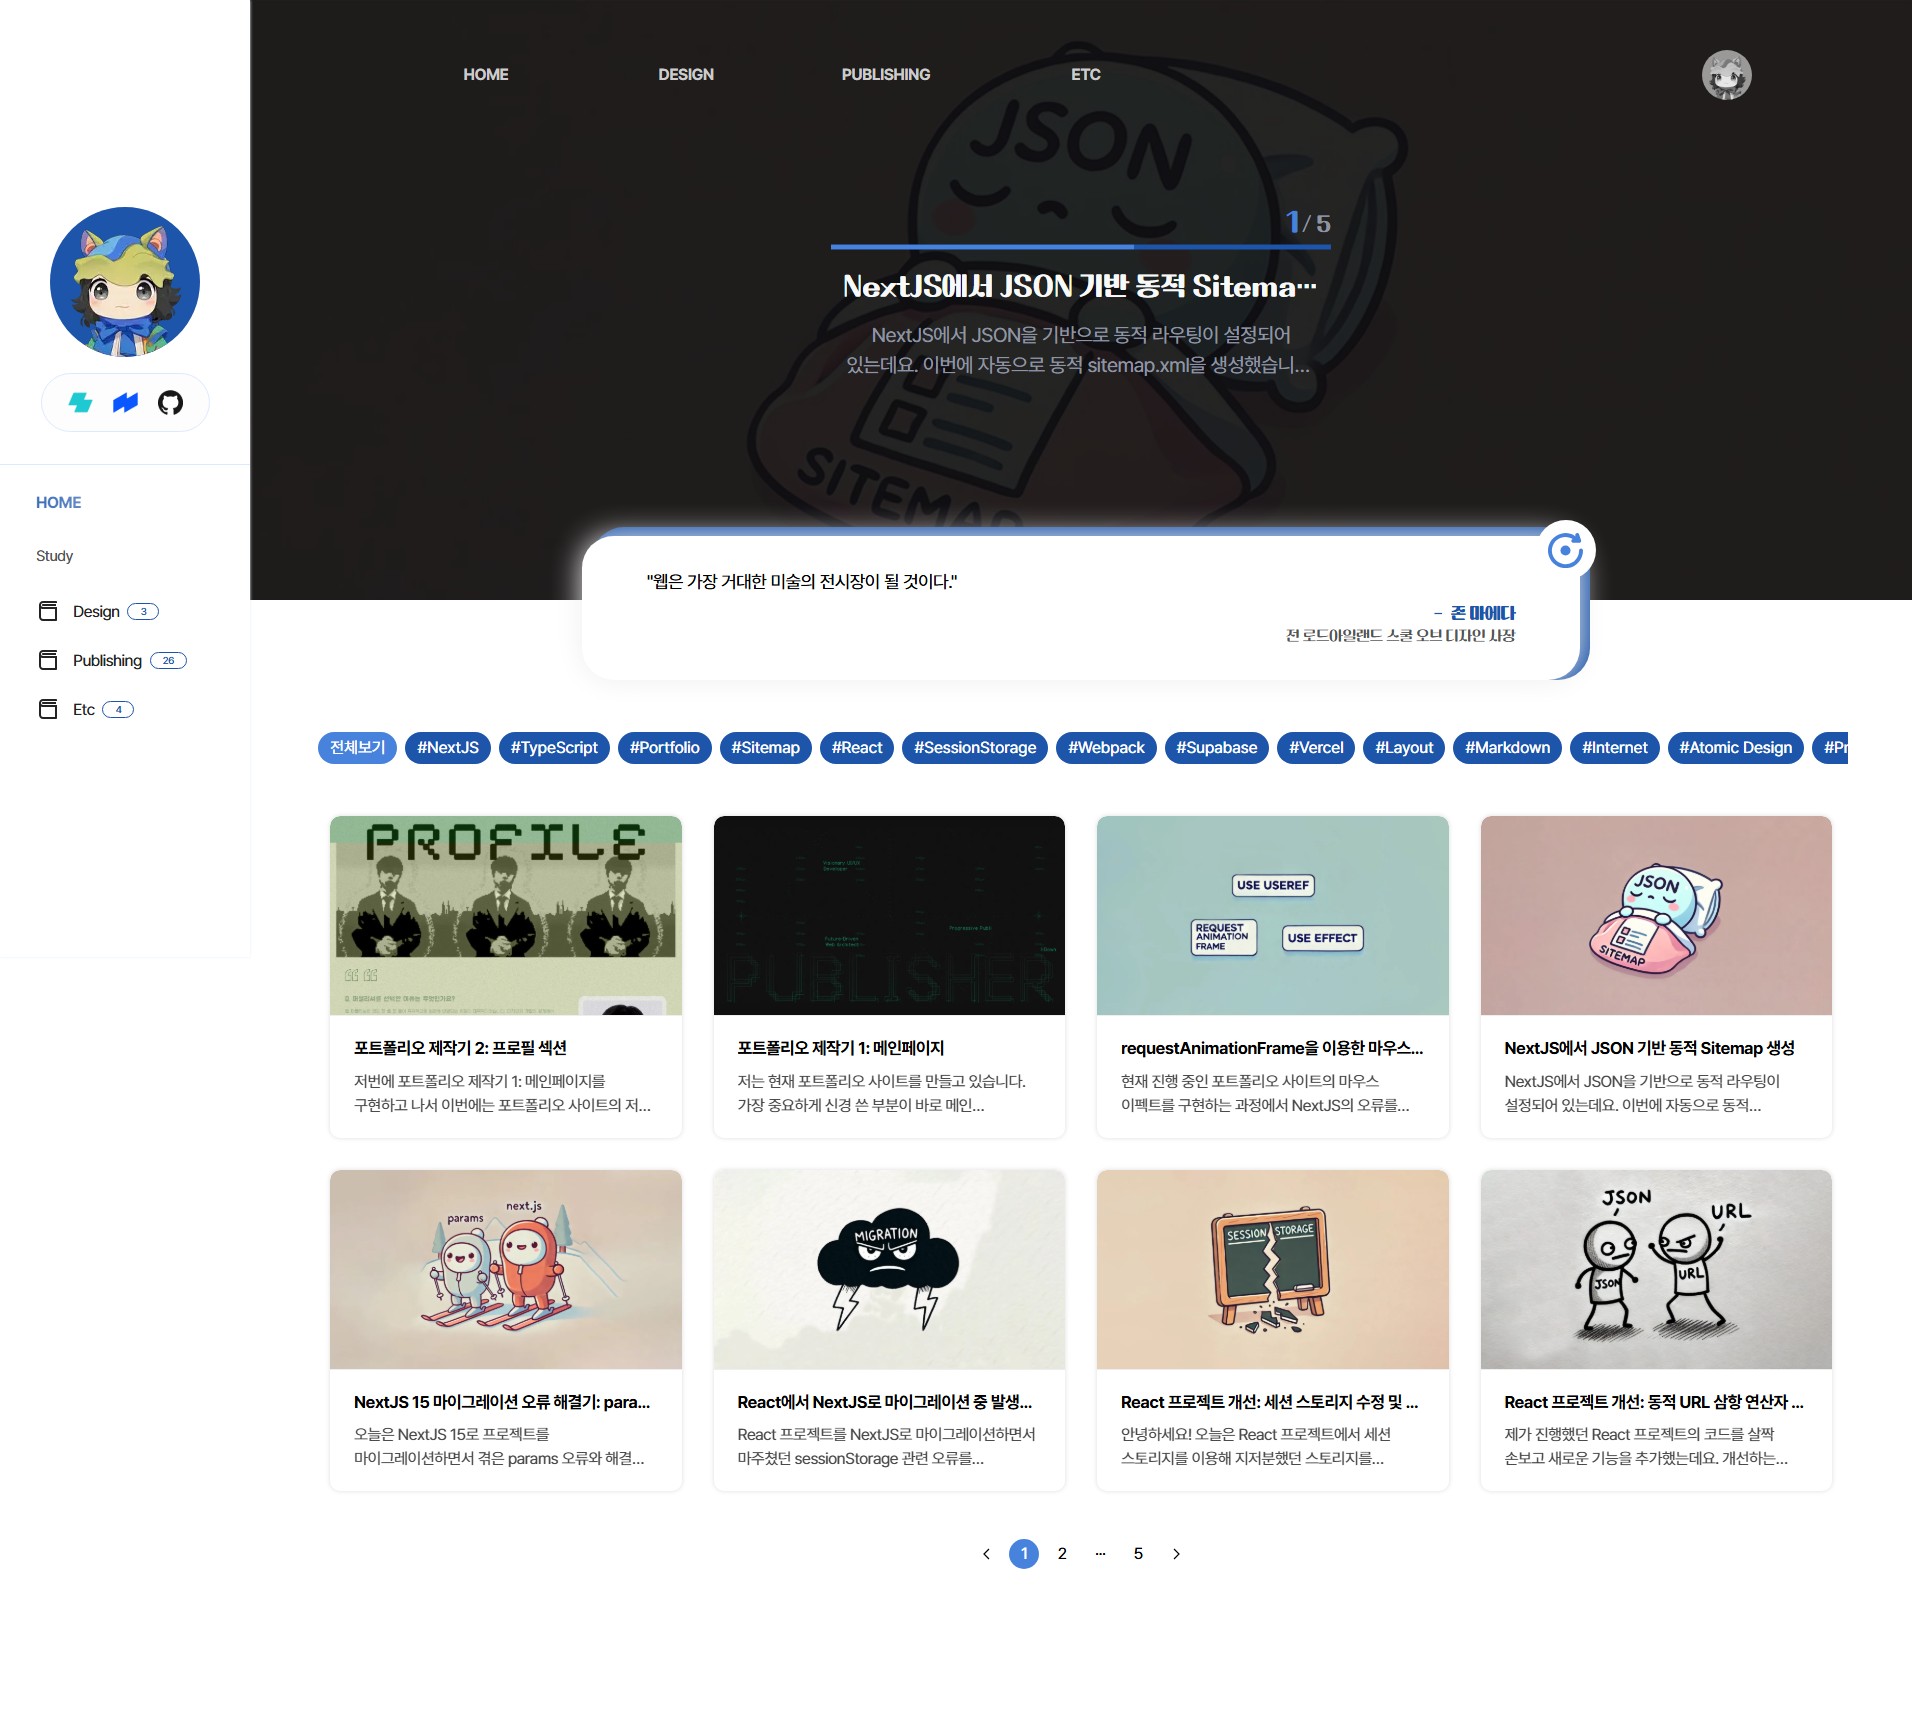 HOME
DESIGN
PUBLISHING
ETC
JSON
SITEMAP
1/ 5
NextJS에서 JSON 기반 동적 Sitema…
NextJS에서 JSON을 기반으로 동적 라우팅이 설정되어
있는데요. 이번에 자동으로 동적 sitemap.xml을 생성했습니...
HOME
Study
Design 3
Publishing 26
Etc 4
"웹은 가장 거대한 미술의 전시장이 될 것이다."
- 존 마에다
전 로드아일랜드 스쿨 오브 디자인 사장
전체보기 #NextJS #TypeScript #Portfolio #Sitemap #React #SessionStorage #Webpack #Supabase #Vercel #Layout #Markdown #Internet #Atomic Design #Pr
PROFILE
포트폴리오 제작기 2: 프로필 섹션
저번에 포트폴리오 제작기 1: 메인페이지를
구현하고 나서 이번에는 포트폴리오 사이트의 저...
Visionary UI/UX
Developer
PUBLISHER
포트폴리오 제작기 1: 메인페이지
저는 현재 포트폴리오 사이트를 만들고 있습니다.
가장 중요하게 신경 쓴 부분이 바로 메인...
USE USEREF
REQUEST
ANIMATION
FRAME
USE EFFECT
requestAnimationFrame을 이용한 마우스...
현재 진행 중인 포트폴리오 사이트의 마우스
이펙트를 구현하는 과정에서 NextJS의 오류를...
JSON
SITEMAP
NextJS에서 JSON 기반 동적 Sitemap 생성
NextJS에서 JSON을 기반으로 동적 라우팅이
설정되어 있는데요. 이번에 자동으로 동적...
params
next.js
NextJS 15 마이그레이션 오류 해결기: para...
오늘은 NextJS 15로 프로젝트를
마이그레이션하면서 겪은 params 오류와 해결...
MIGRATION
React에서 NextJS로 마이그레이션 중 발생...
React 프로젝트를 NextJS로 마이그레이션하면서
마주쳤던 sessionStorage 관련 오류를...
SESSION STORAGE
React 프로젝트 개선: 세션 스토리지 수정 및 ...
안녕하세요! 오늘은 React 프로젝트에서 세션
스토리지를 이용해 지저분했던 스토리지를...
JSON
URL
JSON
URL
React 프로젝트 개선: 동적 URL 삼항 연산자 ...
제가 진행했던 React 프로젝트의 코드를 살짝
손보고 새로운 기능을 추가했는데요. 개선하는...
1 2 ··· 5